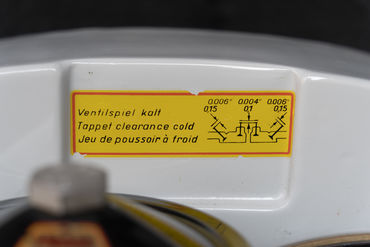 0.006" 0.004" 0.006"
0,15 0,1 0,15
Ventilspiel kalt
Tappet clearance cold
Jeu de poussoir à froid